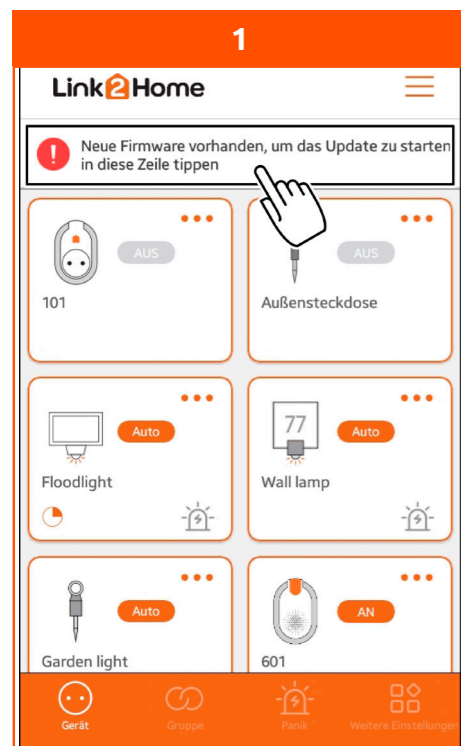 1
Link2Home
Neue Firmware vorhanden, um das Update zu starten
in diese Zeile tippen
AUS
AUS
101
Außensteckdose
Auto
77
Auto
Floodlight
Wall lamp
Auto
AN
Garden light
601
Gerät
Gruppe
Panik
Weitere Einstellungen